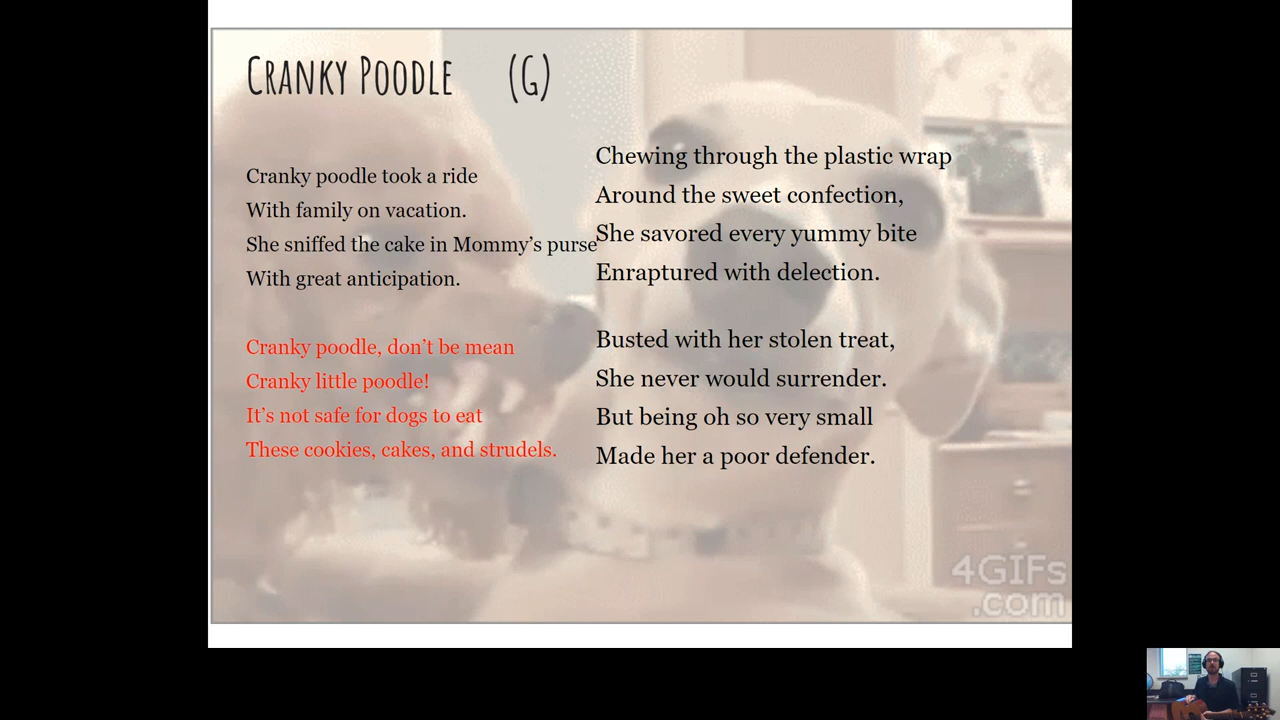 Cranky Poodle (G)
Cranky poodle took a ride
With family on vacation.
She sniffed the cake in Mommy's purse
With great anticipation.
Cranky poodle, don't be mean
Cranky little poodle!
It's not safe for dogs to eat
These cookies, cakes, and strudels.
Chewing through the plastic wrap
Around the sweet confection,
She savored every yummy bite
Enraptured with delection.
Busted with her stolen treat,
She never would surrender.
But being oh so very small
Made her a poor defender.
4GIFs
.com